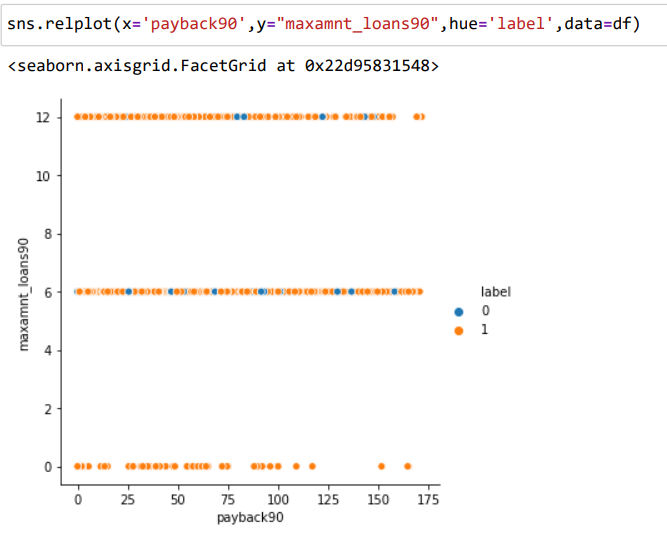 sns.relplot(x='payback90',y="maxamnt_loans90",hue='label',data=df)
<seaborn.axisgrid.FacetGrid at 0x22d95831548>
12
10
8
6
4
2
0
maxamnt_loans90
label
0
1
0 25 50 75 100 125 150 175
payback90